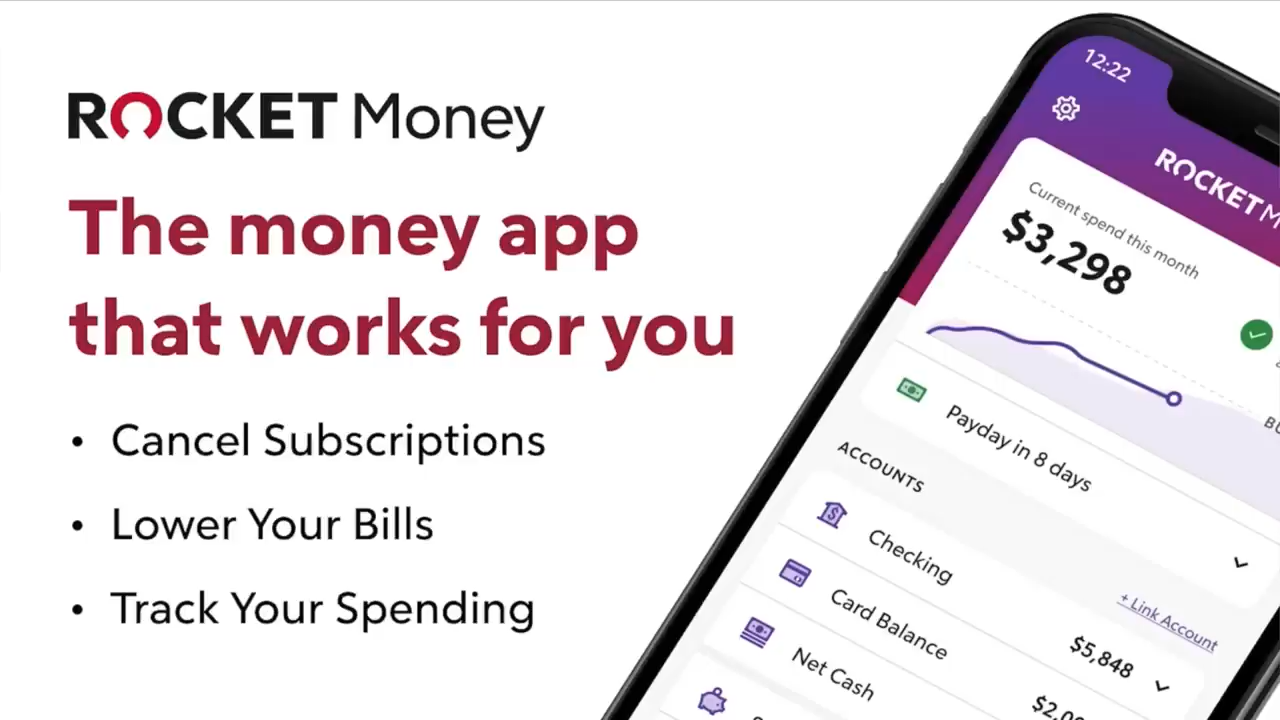 ROCKET Money
The money app
that works for you
• Cancel Subscriptions
• Lower Your Bills
• Track Your Spending
12:22
ROCKET
Current spend this month
$3,298
Payday in 8 days
ACCOUNTS
Checking
+ Link Account
Card Balance
$5,848
Net Cash